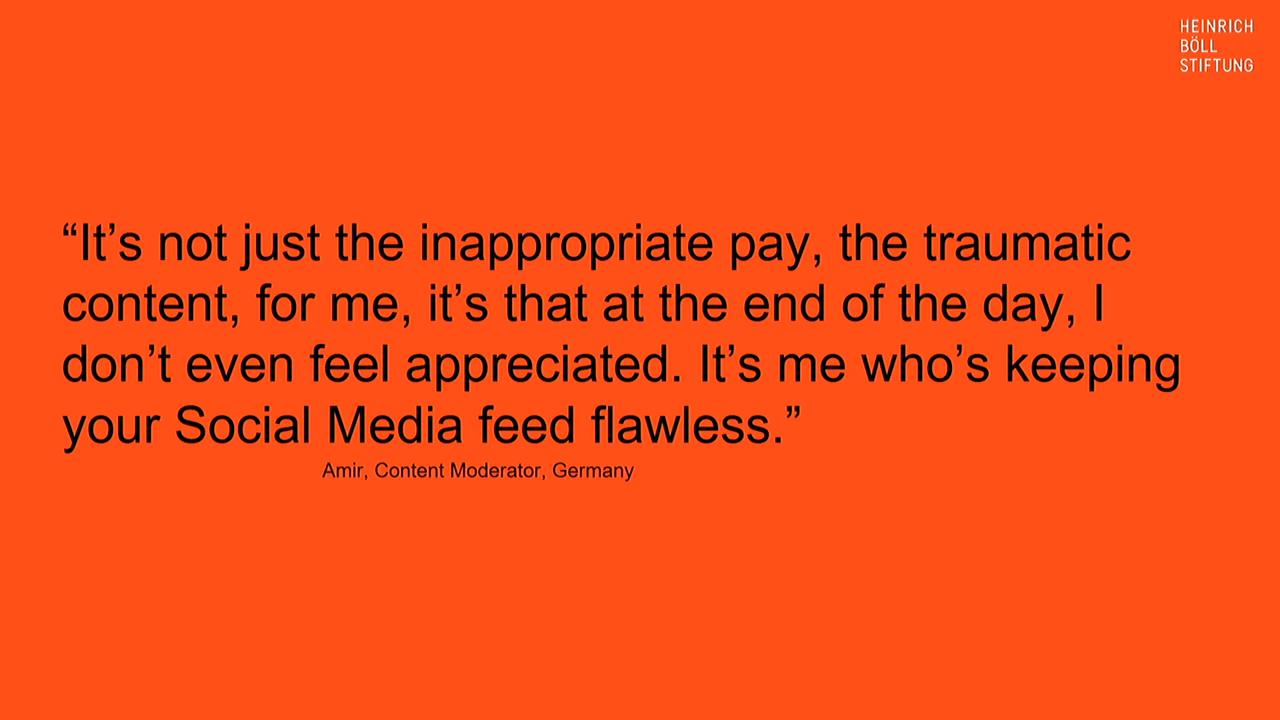 HEINRICH
BÖLL
STIFTUNG
“It’s not just the inappropriate pay, the traumatic
content, for me, it’s that at the end of the day, I
don’t even feel appreciated. It’s me who’s keeping
your Social Media feed flawless.”
Amir, Content Moderator, Germany